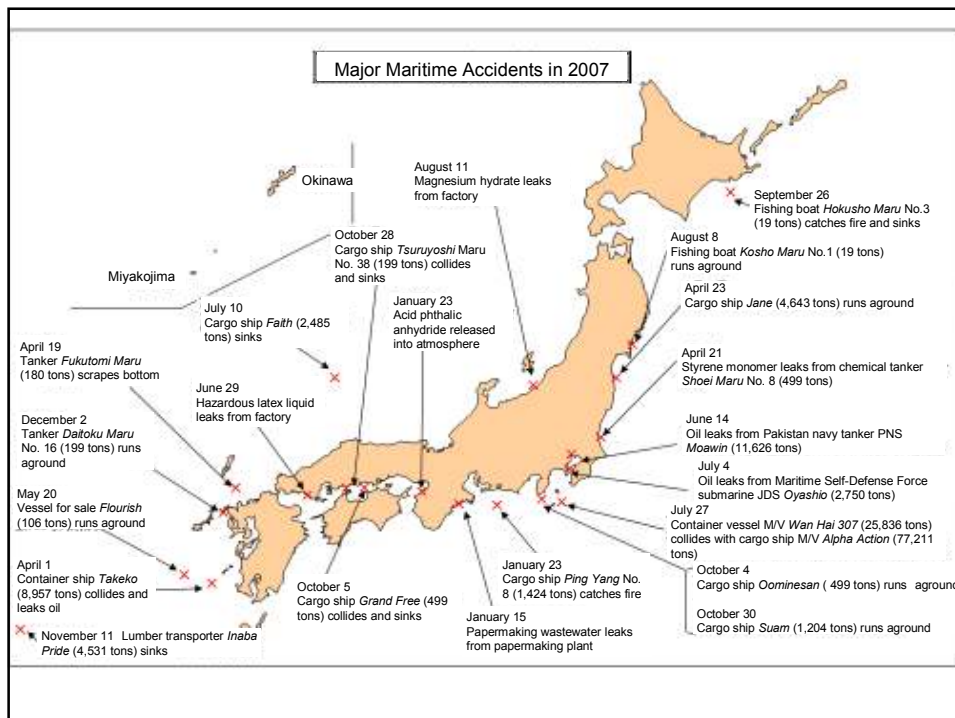 Major Maritime Accidents in 2007
Okinawa
Miyakojima
August 11
Magnesium hydrate leaks
from factory
September 26
Fishing boat Hokusho Maru No.3
(19 tons) catches fire and sinks
October 28
Cargo ship Tsuruyoshi Maru
No. 38 (199 tons) collides
and sinks
August 8
Fishing boat Kosho Maru No.1 (19 tons)
runs aground
July 10
Cargo ship Faith (2,485
tons) sinks
January 23
Acid phthalic
anhydride released
into atmosphere
April 23
Cargo ship Jane (4,643 tons) runs aground
April 19
Tanker Fukutomi Maru
(180 tons) scrapes bottom
April 21
Styrene monomer leaks from chemical tanker
Shoei Maru No. 8 (499 tons)
June 29
Hazardous latex liquid
leaks from factory
December 2
Tanker Daitoku Maru
No. 16 (199 tons) runs
aground
June 14
Oil leaks from Pakistan navy tanker PNS
Moawin (11,626 tons)
July 4
Oil leaks from Maritime Self-Defense Force
submarine JDS Oyashio (2,750 tons)
May 20
Vessel for sale Flourish
(106 tons) runs aground
July 27
Container vessel M/V Wan Hai 307 (25,836 tons)
collides with cargo ship M/V Alpha Action (77,211
tons)
April 1
Container ship Takeko
(8,957 tons) collides and
leaks oil
October 5
Cargo ship Grand Free (499
tons) collides and sinks
January 23
Cargo ship Ping Yang No.
8 (1,424 tons) catches fire
October 4
Cargo ship Oominesan ( 499 tons) runs aground
January 15
Papermaking wastewater leaks
from papermaking plant
October 30
Cargo ship Suam (1,204 tons) runs aground
November 11 Lumber transporter Inaba
Pride (4,531 tons) sinks